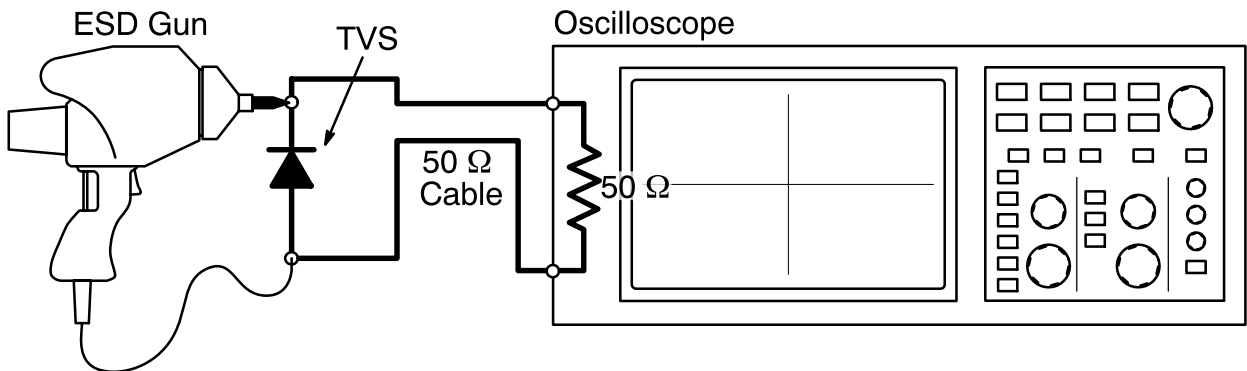 ESD Gun
TVS
Oscilloscope
50 Ω
Cable
50 Ω